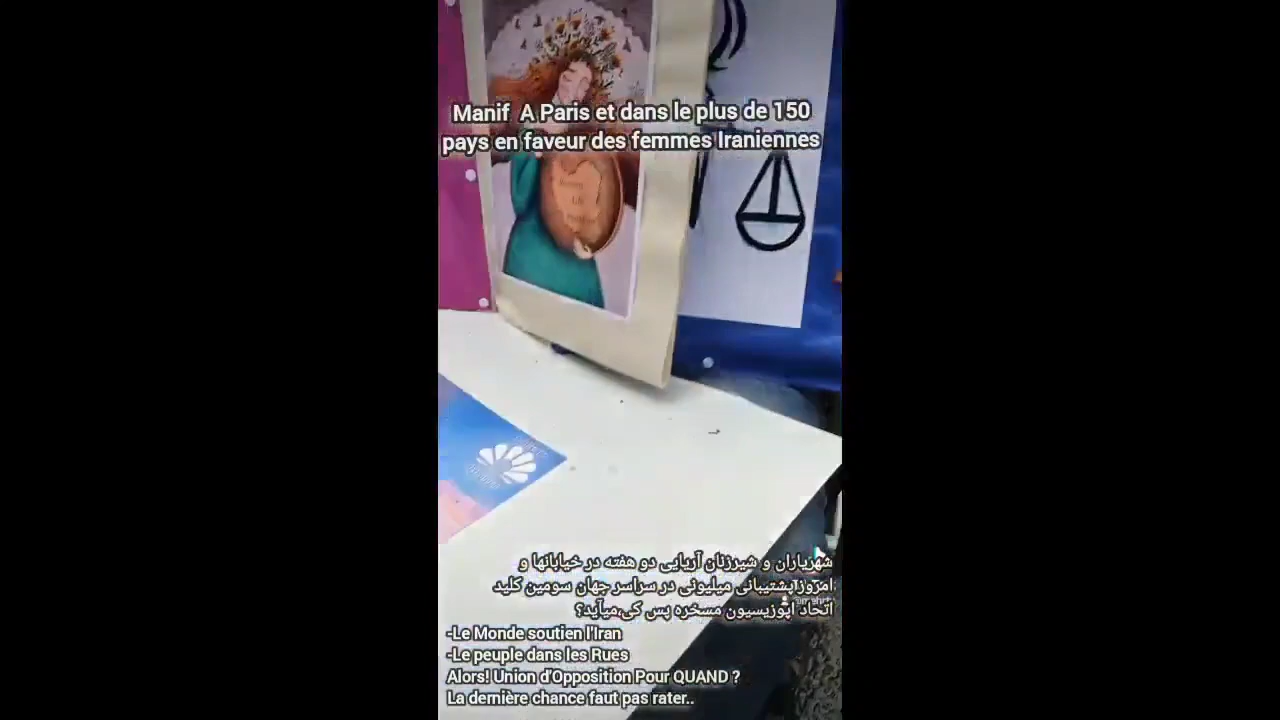 Manif A Paris et dans le plus de 150
pays en faveur des femmes Iraniennes
شهریاران و شیرزنان آریایی دو هفته در خیابانها و
امروز پشتیبانی میلیونی در سراسر جهان سومین کلید
اتحاد اپوزیسیون مسخره پس کی،میآید؟
-Le Monde soutien l'Iran
-Le peuple dans les Rues
Alors! Union d'Opposition Pour QUAND ?
La dernière chance faut pas rater..